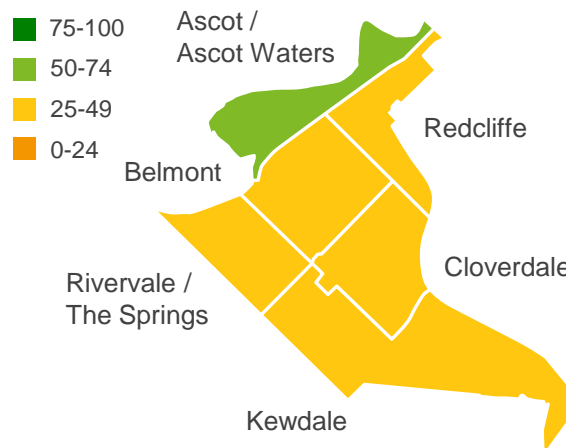 75-100
50-74
25-49
0-24
Ascot /
Ascot Waters
Redcliffe
Belmont
Cloverdale
Rivervale /
The Springs
Kewdale